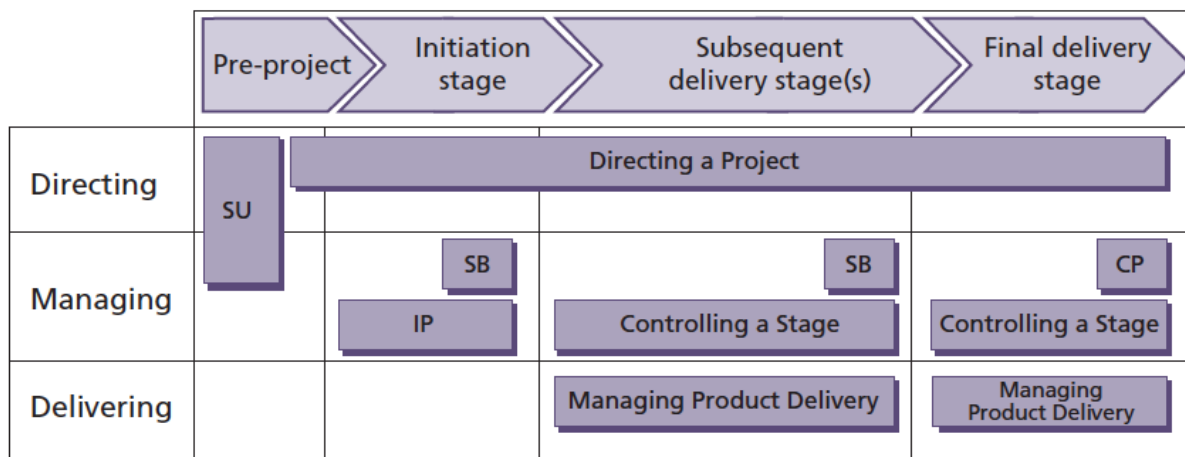 Pre-project
Initiation
stage
Subsequent
delivery stage(s)
Final delivery
stage
Directing
SU
Directing a Project
Managing
SB
SB
CP
IP
Controlling a Stage
Controlling a Stage
Delivering
Managing Product Delivery
Managing
Product Delivery